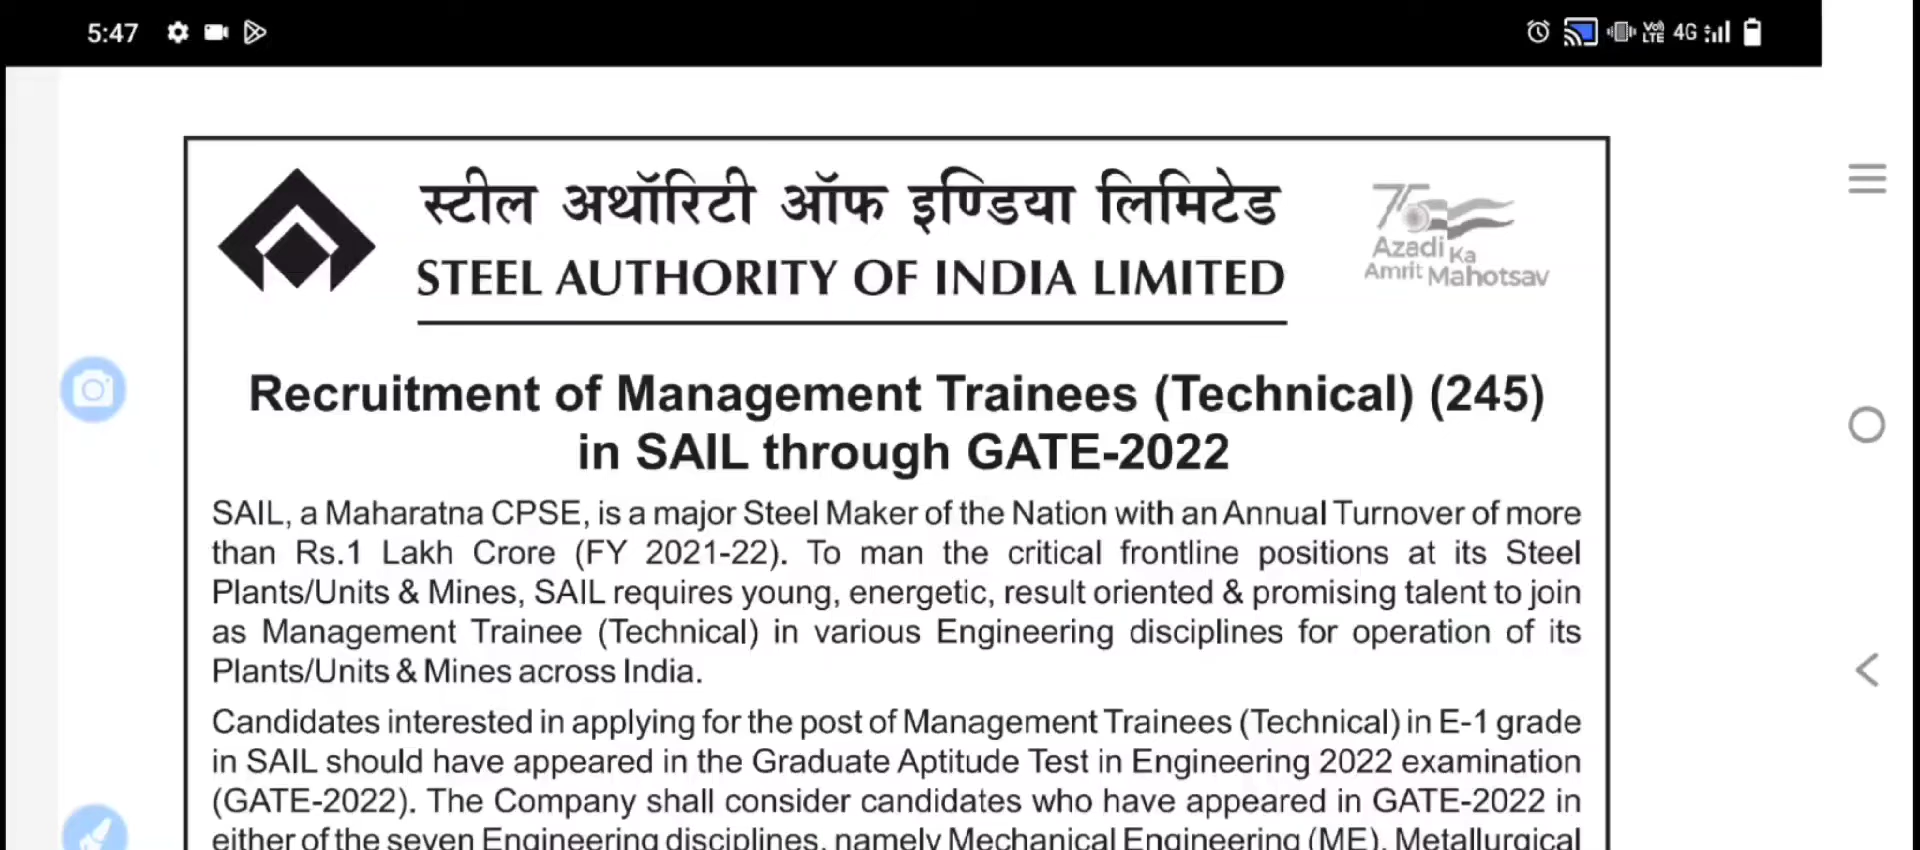 5:47
VoLTE 4G
स्टील अथॉरिटी ऑफ इण्डिया लिमिटेड
STEEL AUTHORITY OF INDIA LIMITED
75
Azadi Ka
Amrit Mahotsav
Recruitment of Management Trainees (Technical) (245)
in SAIL through GATE-2022
SAIL, a Maharatna CPSE, is a major Steel Maker of the Nation with an Annual Turnover of more
than Rs.1 Lakh Crore (FY 2021-22). To man the critical frontline positions at its Steel
Plants/Units & Mines, SAIL requires young, energetic, result oriented & promising talent to join
as Management Trainee (Technical) in various Engineering disciplines for operation of its
Plants/Units & Mines across India.
Candidates interested in applying for the post of Management Trainees (Technical) in E-1 grade
in SAIL should have appeared in the Graduate Aptitude Test in Engineering 2022 examination
(GATE-2022). The Company shall consider candidates who have appeared in GATE-2022 in
either of the seven Engineering disciplines, namely Mechanical Engineering (ME), Metallurgical